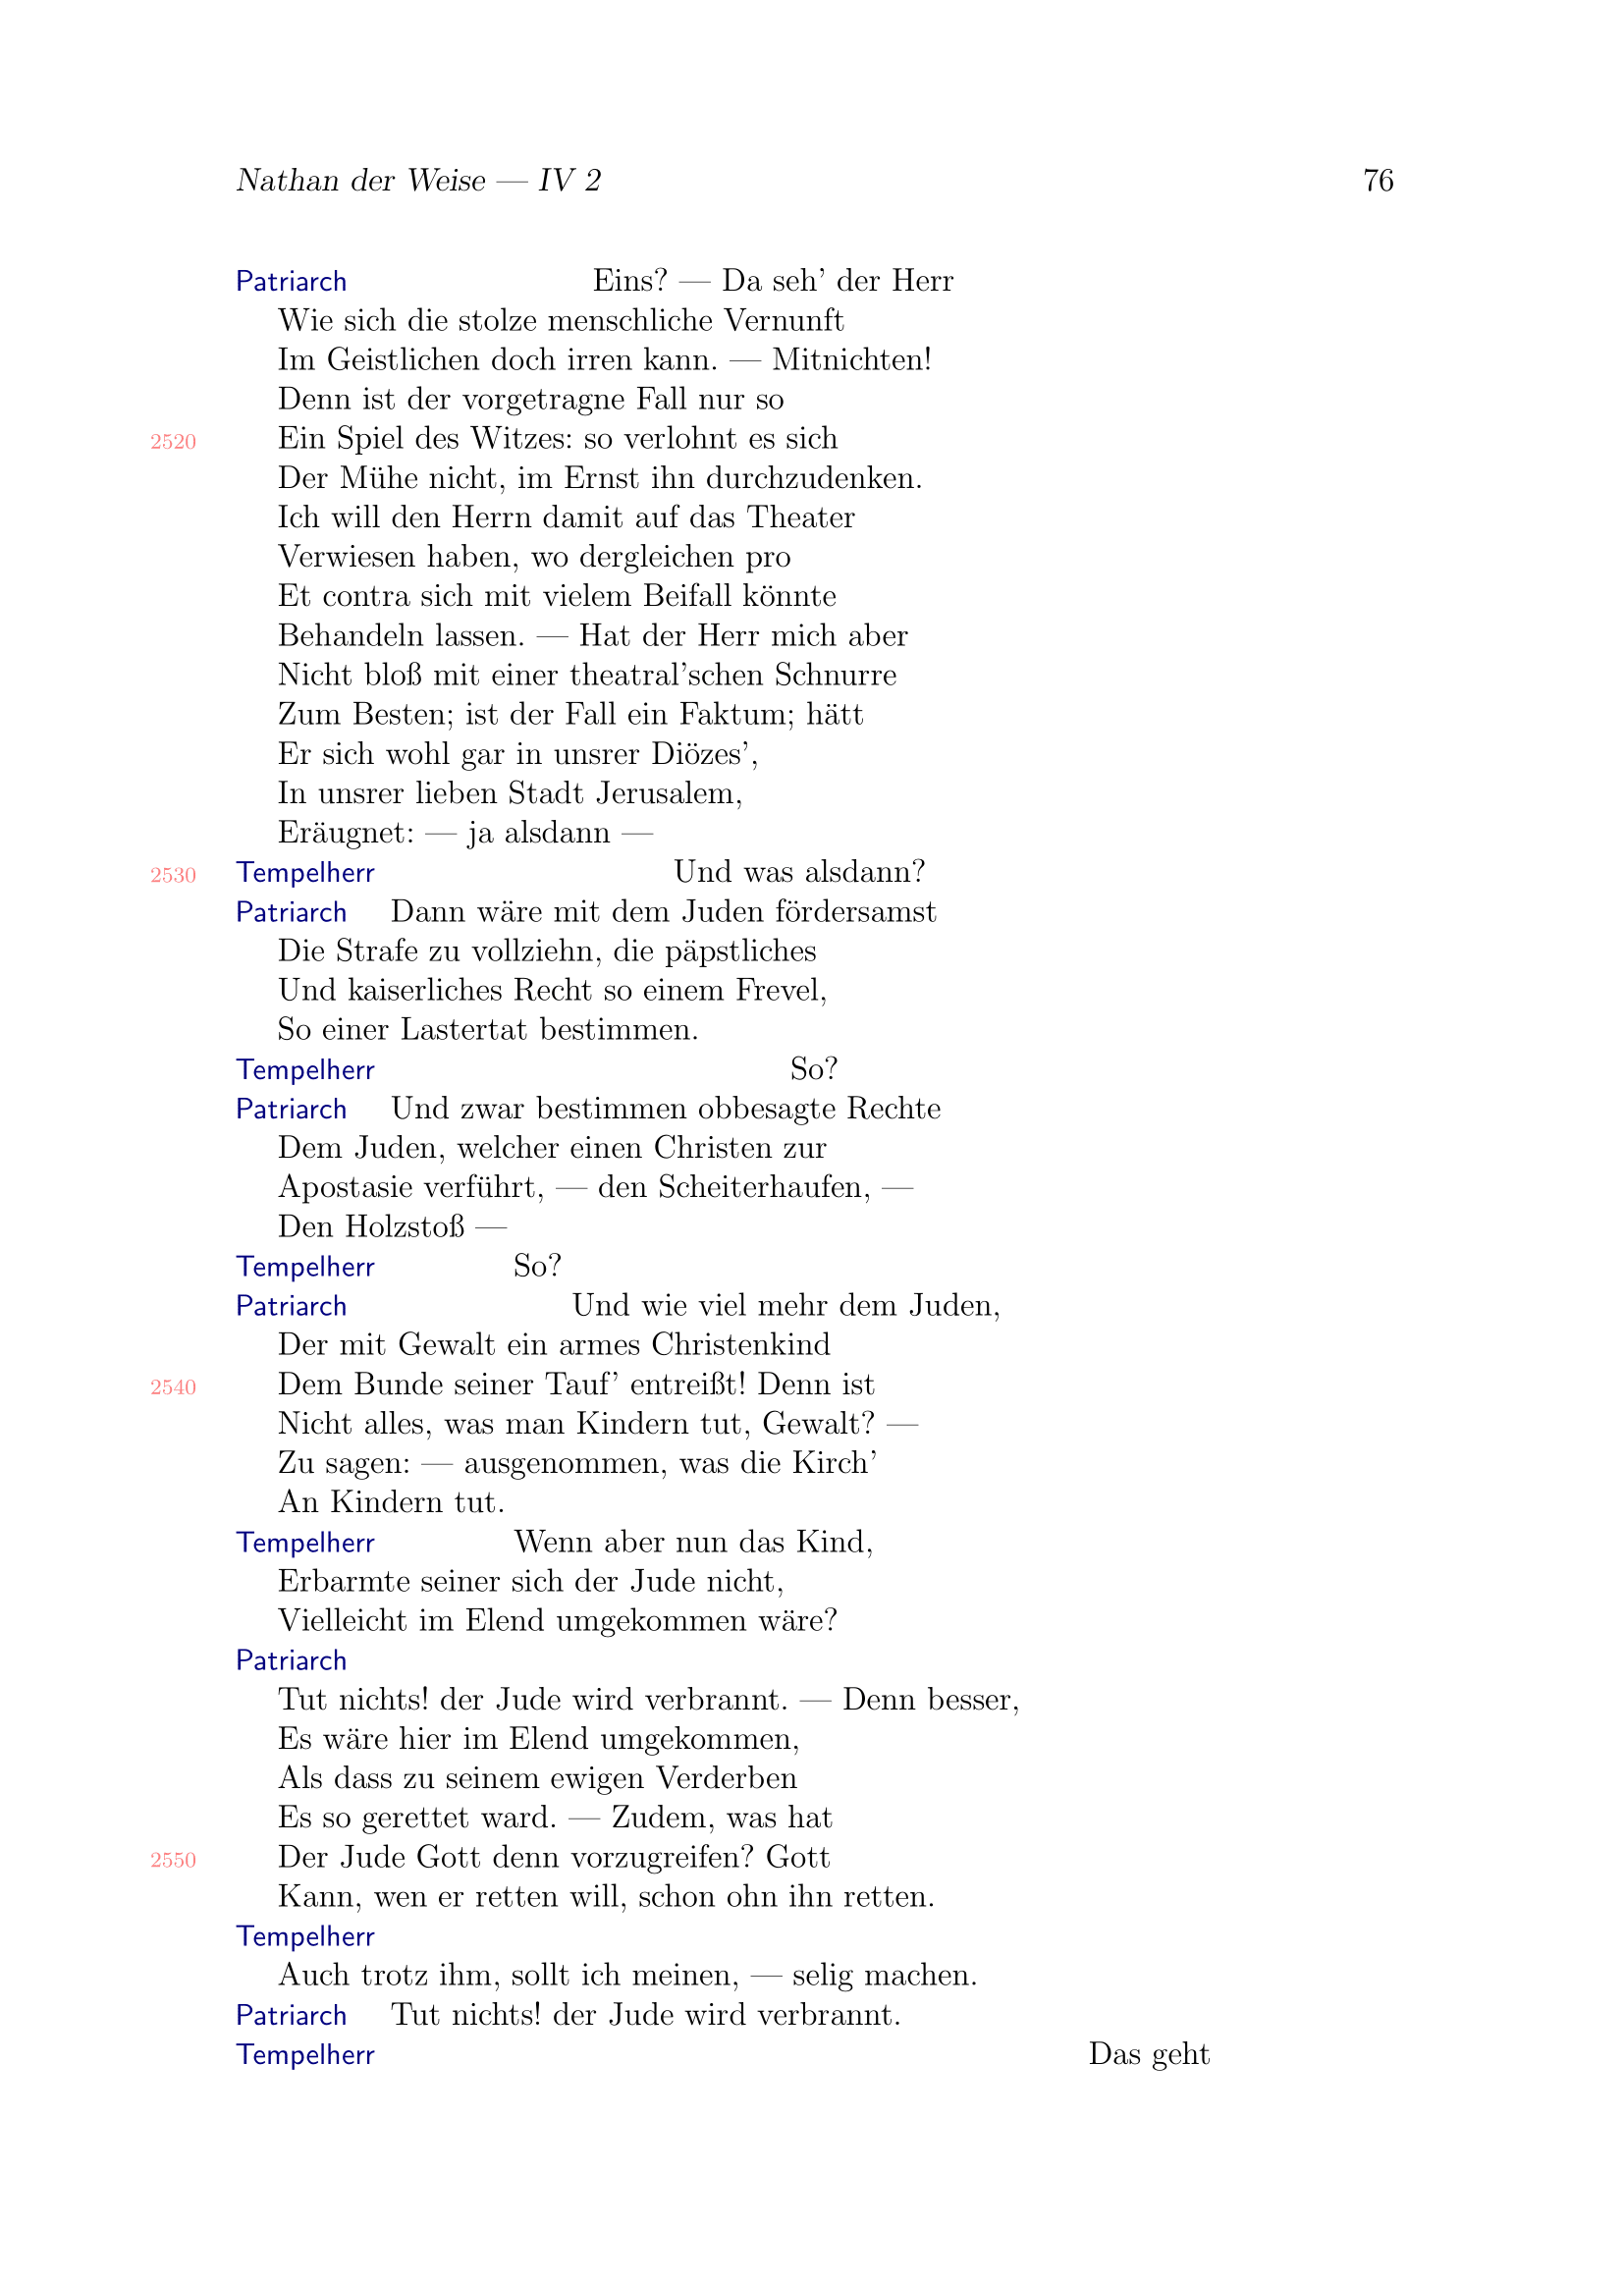 Nathan der Weise — IV 2 76
Patriarch Eins? — Da seh' der Herr
Wie sich die stolze menschliche Vernunft
Im Geistlichen doch irren kann. — Mitnichten!
Denn ist der vorgetragne Fall nur so
2520 Ein Spiel des Witzes: so verlohnt es sich
Der Mühe nicht, im Ernst ihn durchzudenken.
Ich will den Herrn damit auf das Theater
Verwiesen haben, wo dergleichen pro
Et contra sich mit vielem Beifall könnte
Behandeln lassen. — Hat der Herr mich aber
Nicht bloß mit einer theatral'schen Schnurre
Zum Besten; ist der Fall ein Faktum; hätt
Er sich wohl gar in unsrer Diözes',
In unsrer lieben Stadt Jerusalem,
Eräugnet: — ja alsdann —
2530 Tempelherr Und was alsdann?
Patriarch Dann wäre mit dem Juden fördersamst
Die Strafe zu vollziehn, die päpstliches
Und kaiserliches Recht so einem Frevel,
So einer Lastertat bestimmen.
Tempelherr So?
Patriarch Und zwar bestimmen obbesagte Rechte
Dem Juden, welcher einen Christen zur
Apostasie verführt, — den Scheiterhaufen, —
Den Holzstoß —
Tempelherr So?
Patriarch Und wie viel mehr dem Juden,
Der mit Gewalt ein armes Christenkind
2540 Dem Bunde seiner Tauf' entreißt! Denn ist
Nicht alles, was man Kindern tut, Gewalt? —
Zu sagen: — ausgenommen, was die Kirch'
An Kindern tut.
Tempelherr Wenn aber nun das Kind,
Erbarmte seiner sich der Jude nicht,
Vielleicht im Elend umgekommen wäre?
Patriarch
Tut nichts! der Jude wird verbrannt. — Denn besser,
Es wäre hier im Elend umgekommen,
Als dass zu seinem ewigen Verderben
Es so gerettet ward. — Zudem, was hat
2550 Der Jude Gott denn vorzugreifen? Gott
Kann, wen er retten will, schon ohn ihn retten.
Tempelherr
Auch trotz ihm, sollt ich meinen, — selig machen.
Patriarch Tut nichts! der Jude wird verbrannt.
Tempelherr Das geht